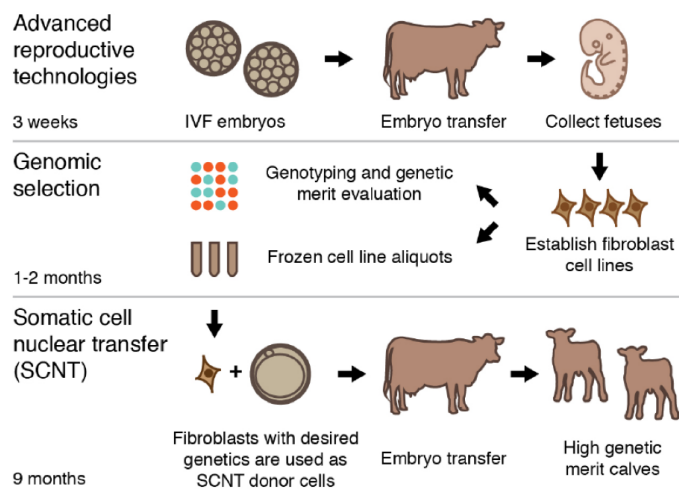 Advanced
reproductive
technologies
3 weeks
IVF embryos
Embryo transfer
Collect fetuses
Genomic
selection
1-2 months
Genotyping and genetic
merit evaluation
Frozen cell line aliquots
Establish fibroblast
cell lines
Somatic cell
nuclear transfer
(SCNT)
9 months
+
Fibroblasts with desired
genetics are used as
SCNT donor cells
Embryo transfer
High genetic
merit calves